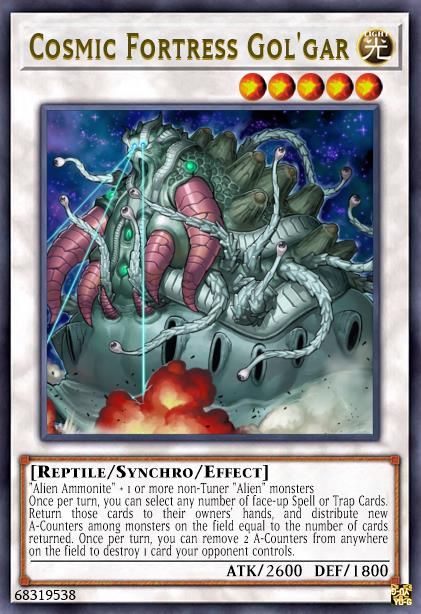 COSMIC FORTRESS GOL'GAR
LIGHT
光
[REPTILE/SYNCHRO/EFFECT]
"Alien Ammonite" + 1 or more non-Tuner "Alien" monsters
Once per turn, you can select any number of face-up Spell or Trap Cards.
Return those cards to their owners' hands, and distribute new
A-Counters among monsters on the field equal to the number of cards
returned. Once per turn, you can remove 2 A-Counters from anywhere
on the field to destroy 1 card your opponent controls.
ATK/2600 DEF/1800
68319538